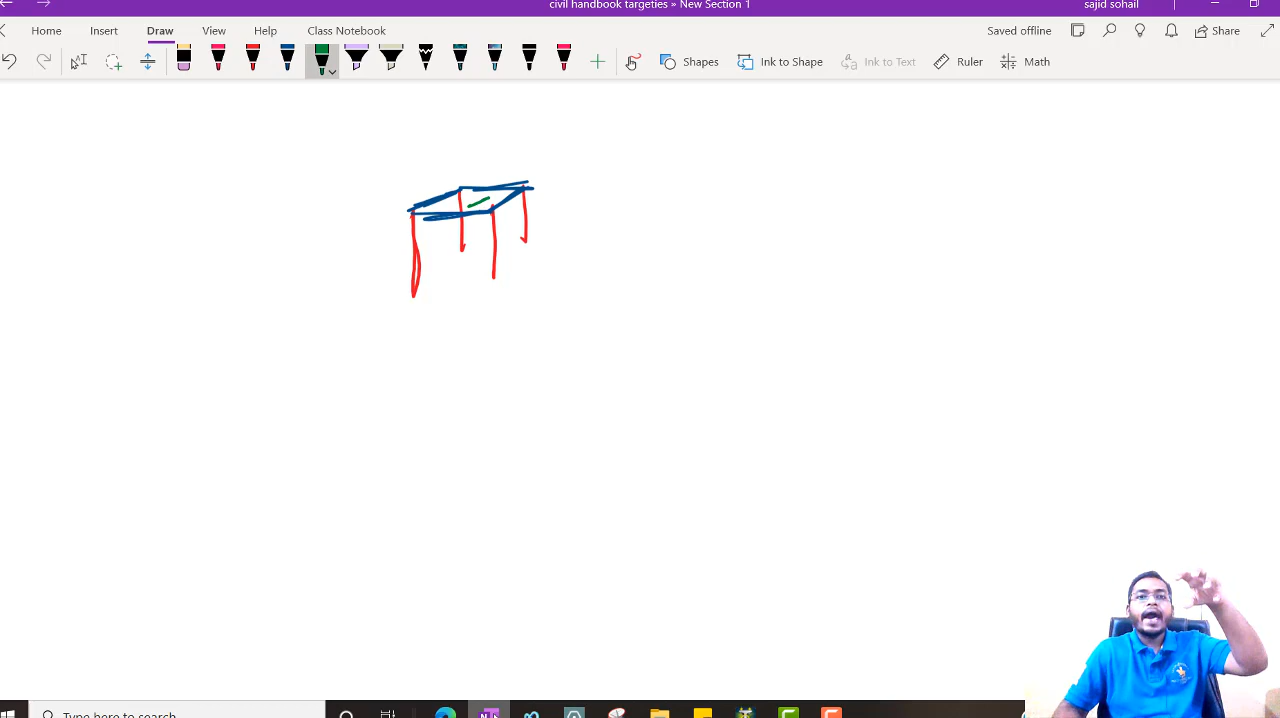 civil handbook targeties » New Section 1
sajid sohail
Home Insert Draw View Help Class Notebook
Saved offline Share
Shapes Ink to Shape Ink to Text Ruler Math
Type here to search